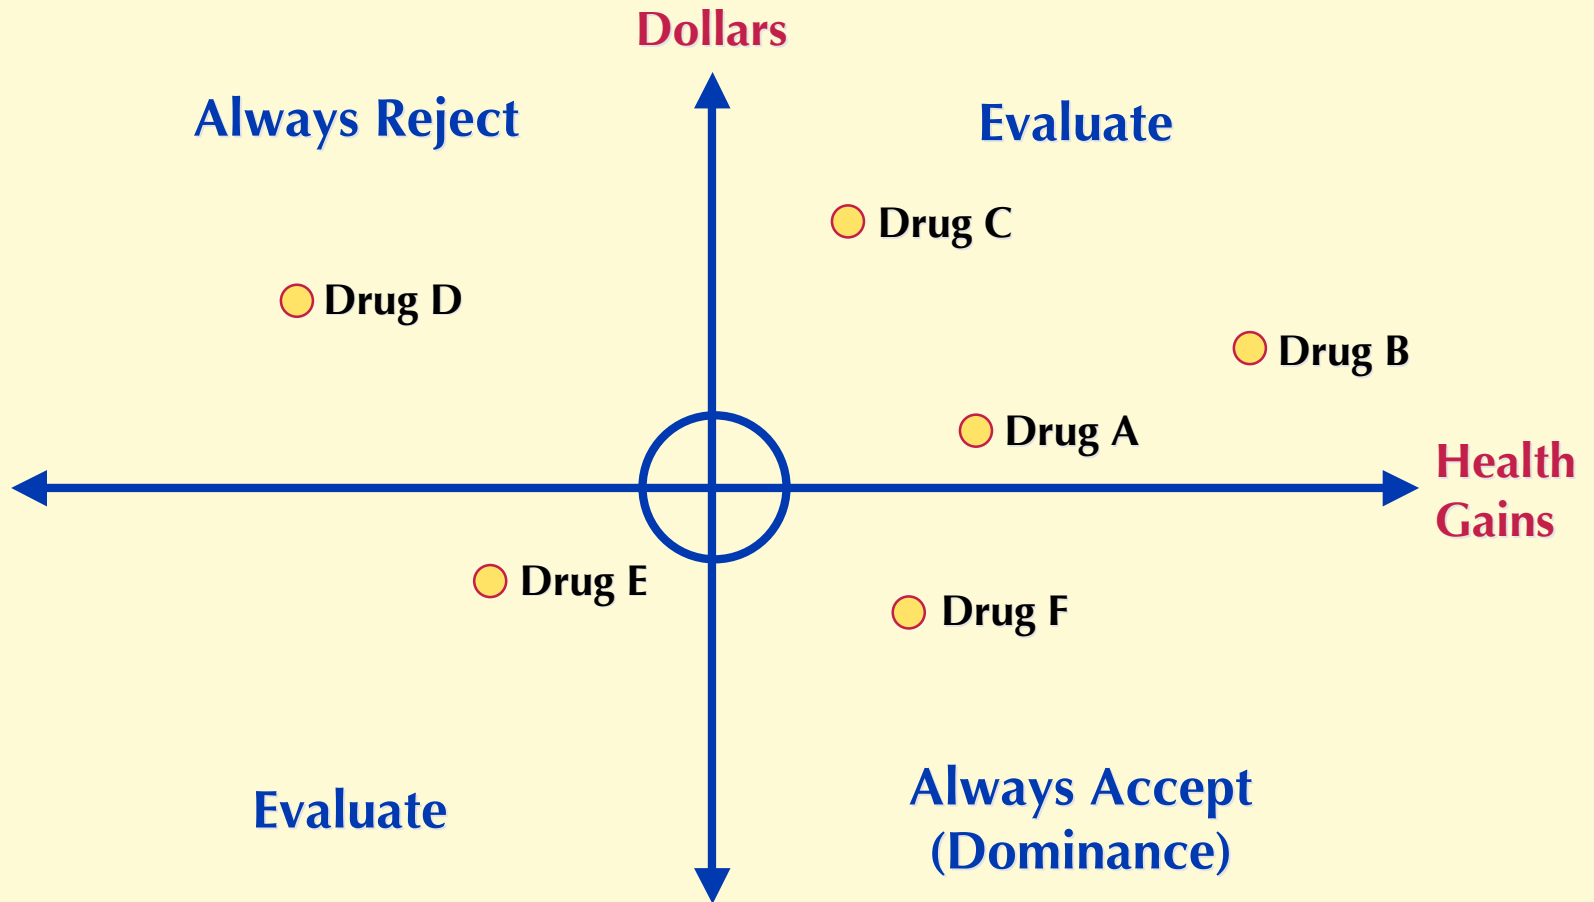 Dollars
Always Reject
Evaluate
Drug C
Drug D
Drug B
Drug A
Health
Gains
Drug E
Drug F
Evaluate
Always Accept
(Dominance)